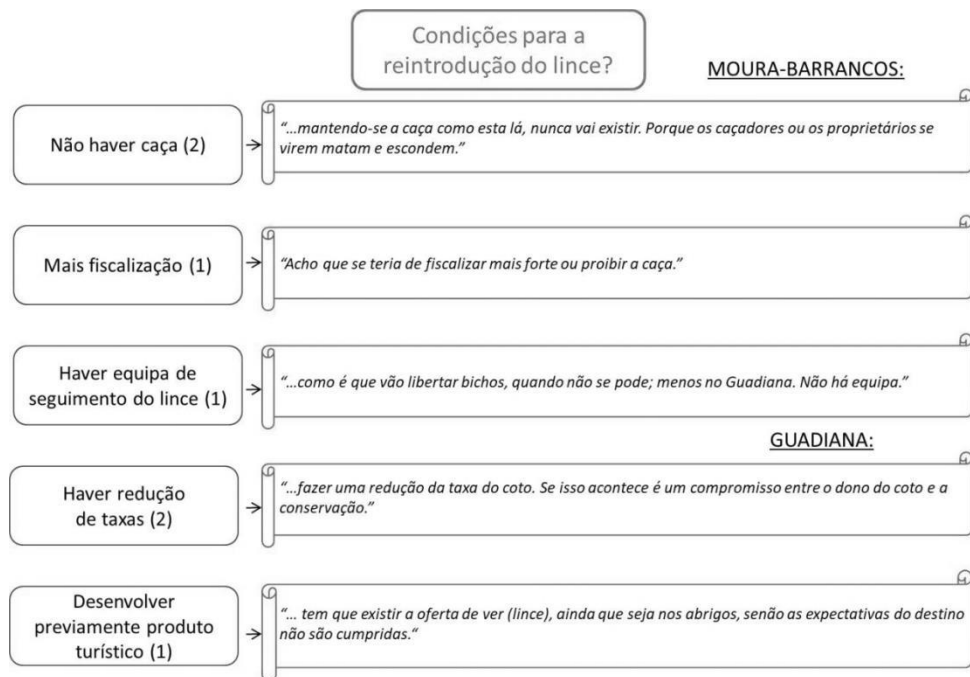 Condições para a
reintrodução do lince?
MOURA-BARRANCOS:
Não haver caça (2)
“...mantendo-se a caça como esta lá, nunca vai existir. Porque os caçadores ou os proprietários se
virem matam e escondem.”
Mais fiscalização (1)
“Acho que se teria de fiscalizar mais forte ou proibir a caça.”
Haver equipa de
seguimento do lince (1)
“...como é que vão libertar bichos, quando não se pode; menos no Guadiana. Não há equipa.”
GUADIANA:
Haver redução
de taxas (2)
“...fazer uma redução da taxa do coto. Se isso acontece é um compromisso entre o dono do coto e a
conservação.”
Desenvolver
previamente produto
turístico (1)
“... tem que existir a oferta de ver (lince), ainda que seja nos abrigos, senão as expectativas do destino
não são cumpridas.“